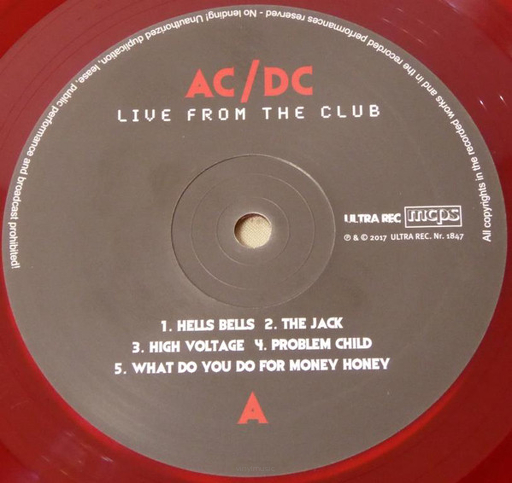 All copyrights in the recorded works and in the recorded performances reserved - No lending! Unauthorized duplication, lease, public performance and broadcast prohibited!
AC/DC
LIVE FROM THE CLUB
ULTRA REC mcps
℗ & © 2017 ULTRA REC. Nr. 1847
1. HELLS BELLS 2. THE JACK
3. HIGH VOLTAGE 4. PROBLEM CHILD
5. WHAT DO YOU DO FOR MONEY HONEY
A